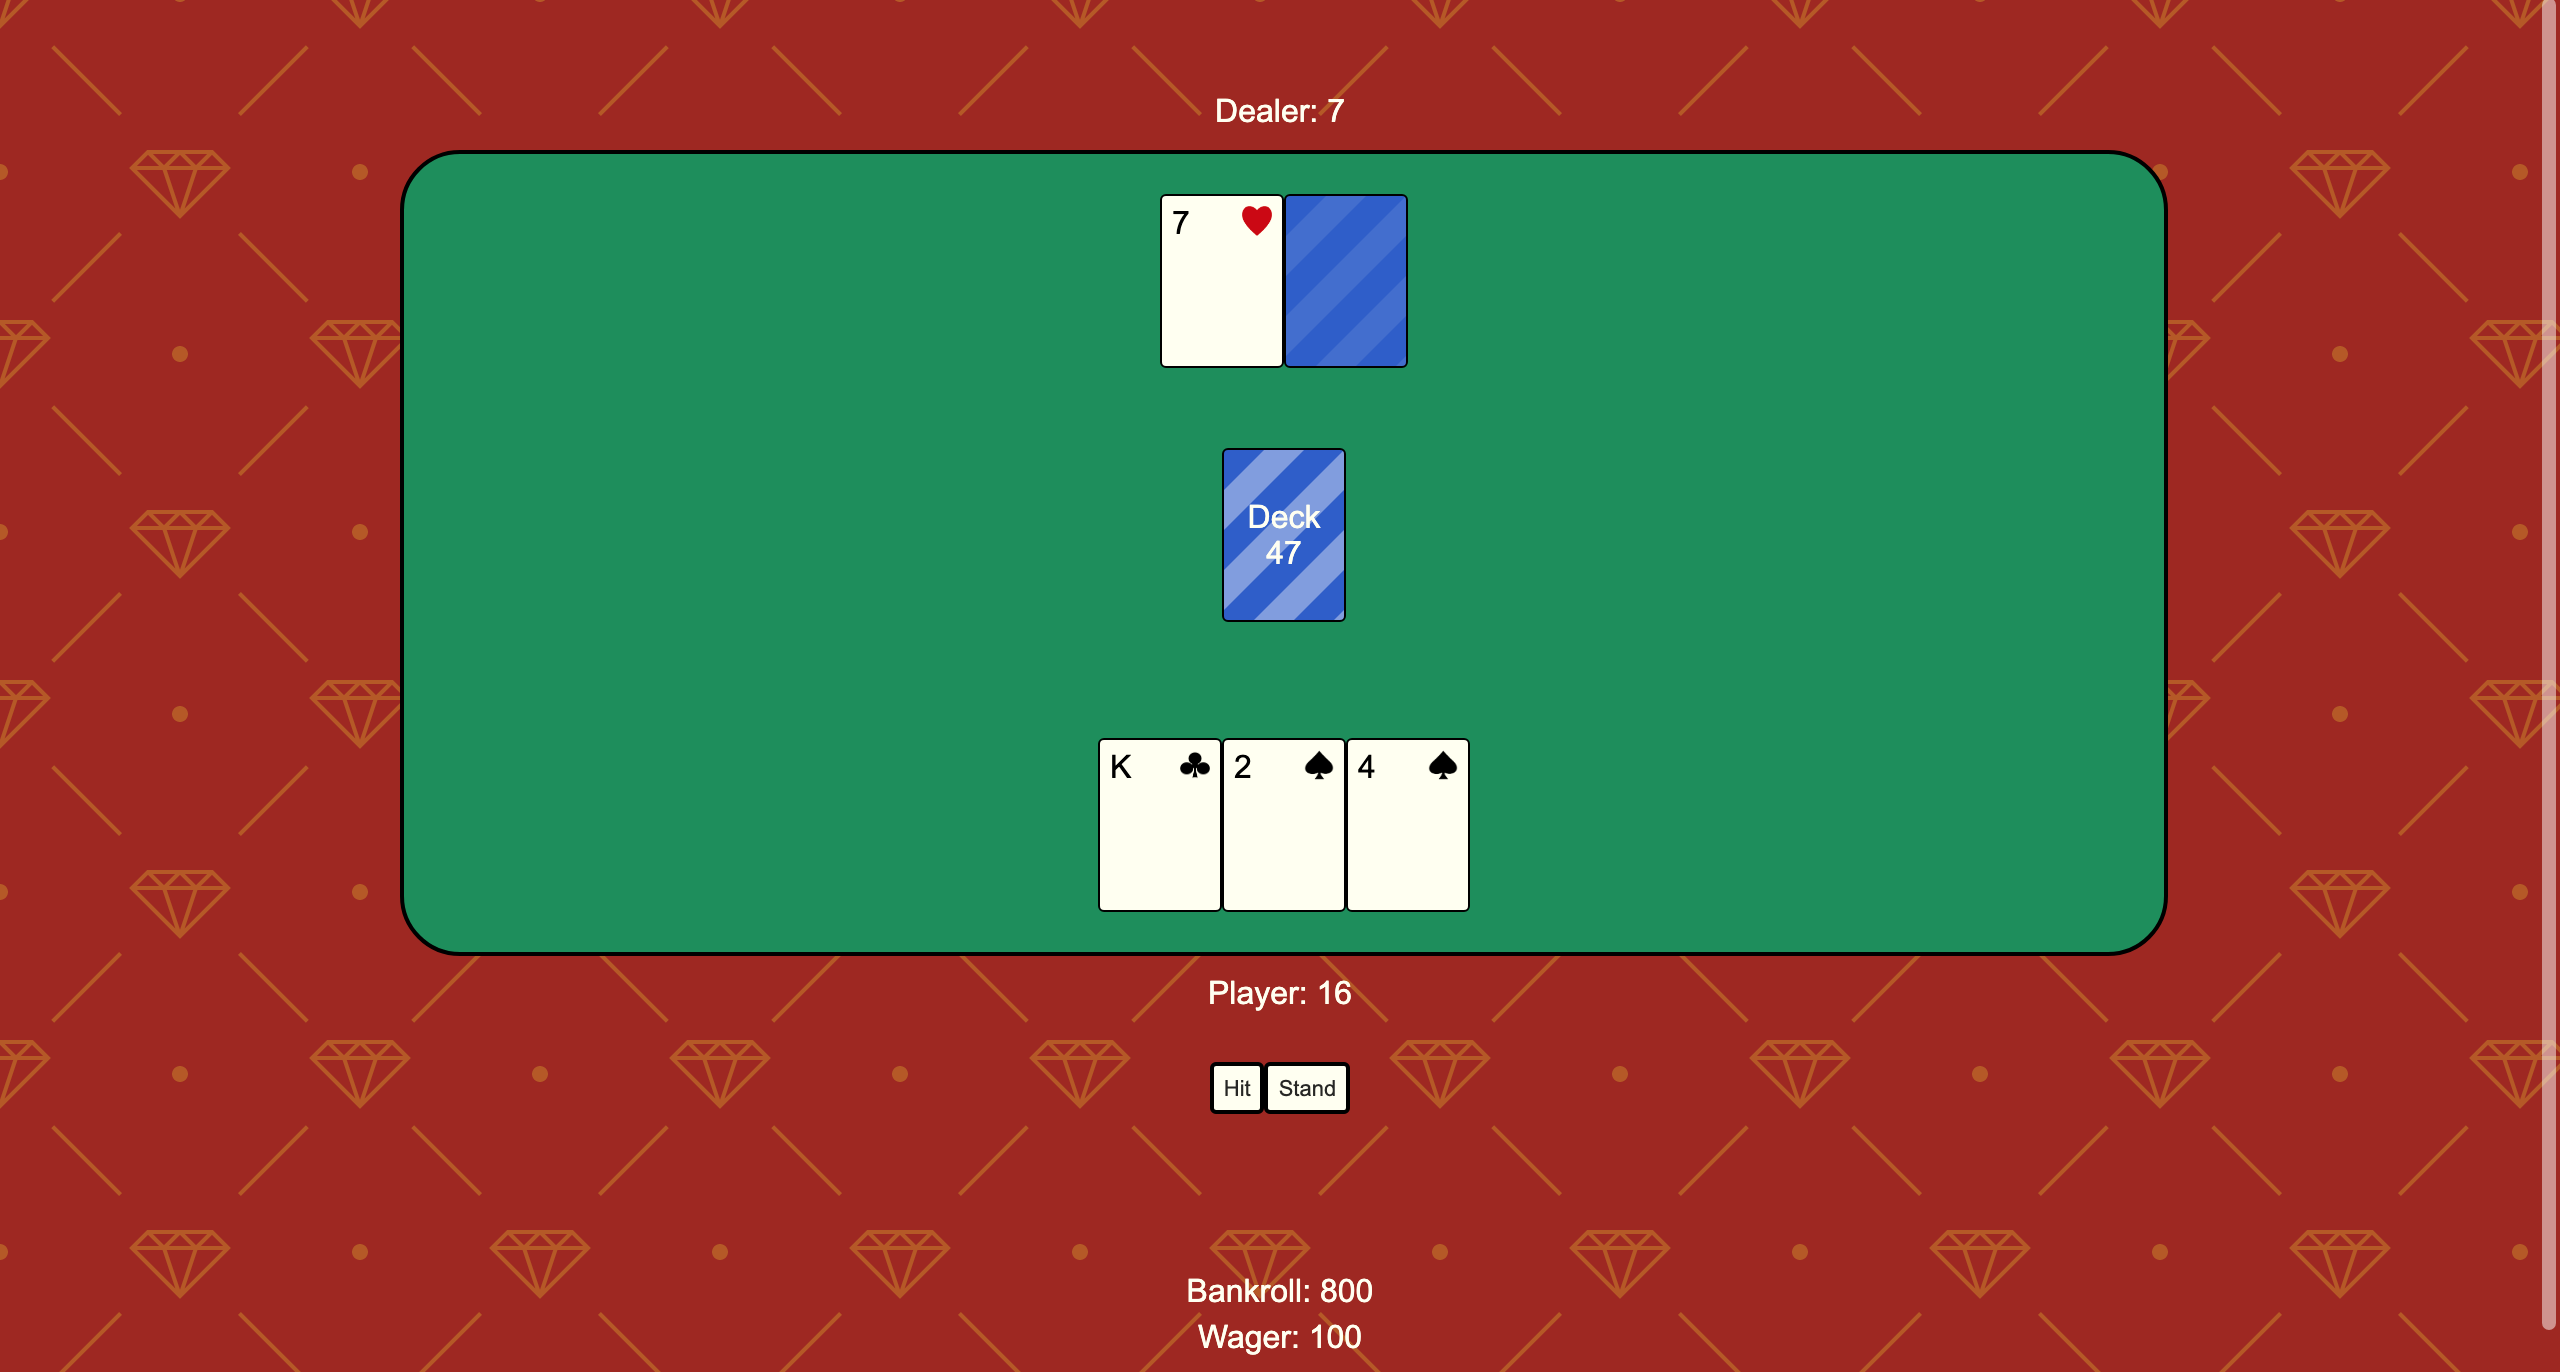 Dealer: 7
7
Deck
47
K 2 4
Player: 16
Hit Stand
Bankroll: 800
Wager: 100